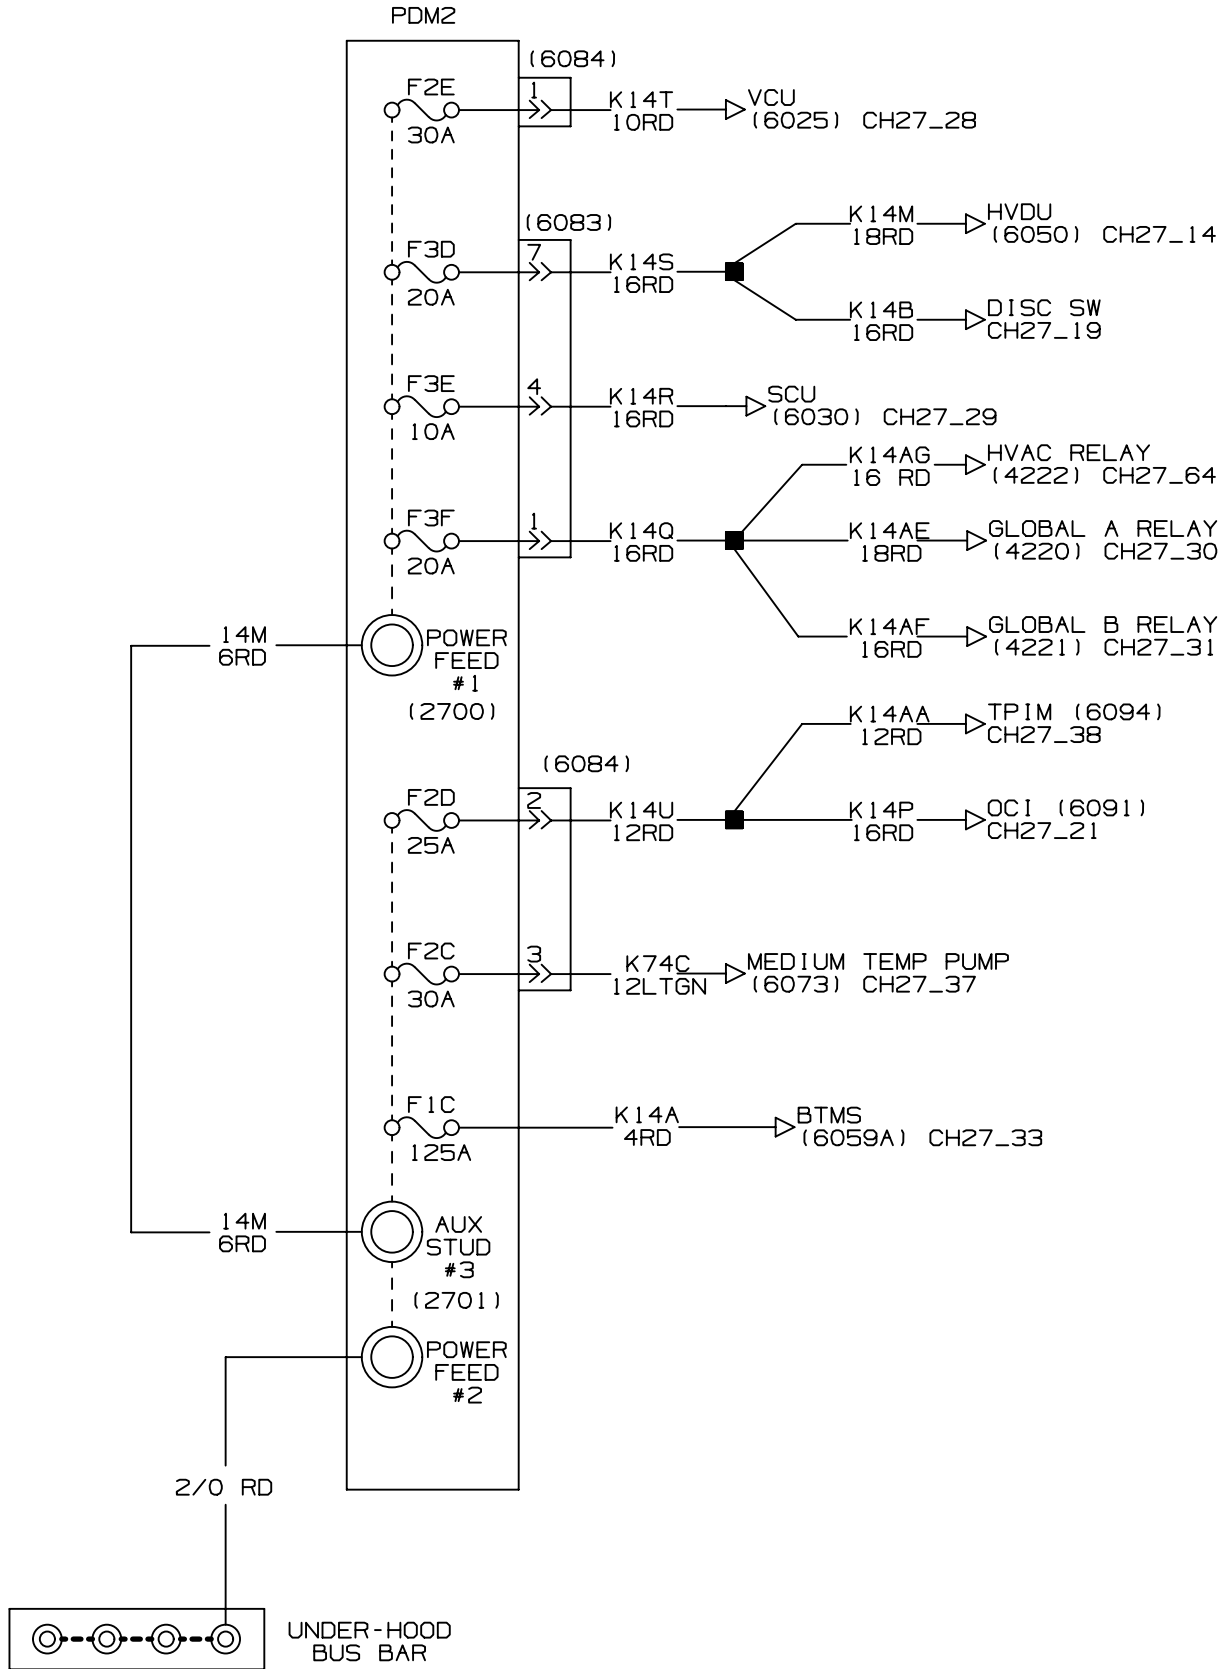 PDM2
(6084)
F2E
30A
1
K14T
10RD
VCU
(6025) CH27_28
(6083)
F3D
20A
7
K14S
16RD
K14M
18RD
HVDU
(6050) CH27_14
K14B
16RD
DISC SW
CH27_19
F3E
10A
4
K14R
16RD
SCU
(6030) CH27_29
F3F
20A
1
K14Q
16RD
K14AG
16 RD
HVAC RELAY
(4222) CH27_64
K14AE
18RD
GLOBAL A RELAY
(4220) CH27_30
K14AF
16RD
GLOBAL B RELAY
(4221) CH27_31
14M
6RD
POWER
FEED
#1
(2700)
(6084)
F2D
25A
2
K14U
12RD
K14AA
12RD
TPIM (6094)
CH27_38
K14P
16RD
OCI (6091)
CH27_21
F2C
30A
3
K74C
12LTGN
MEDIUM TEMP PUMP
(6073) CH27_37
F1C
125A
K14A
4RD
BTMS
(6059A) CH27_33
14M
6RD
AUX
STUD
#3
(2701)
POWER
FEED
#2
2/0 RD
UNDER-HOOD
BUS BAR